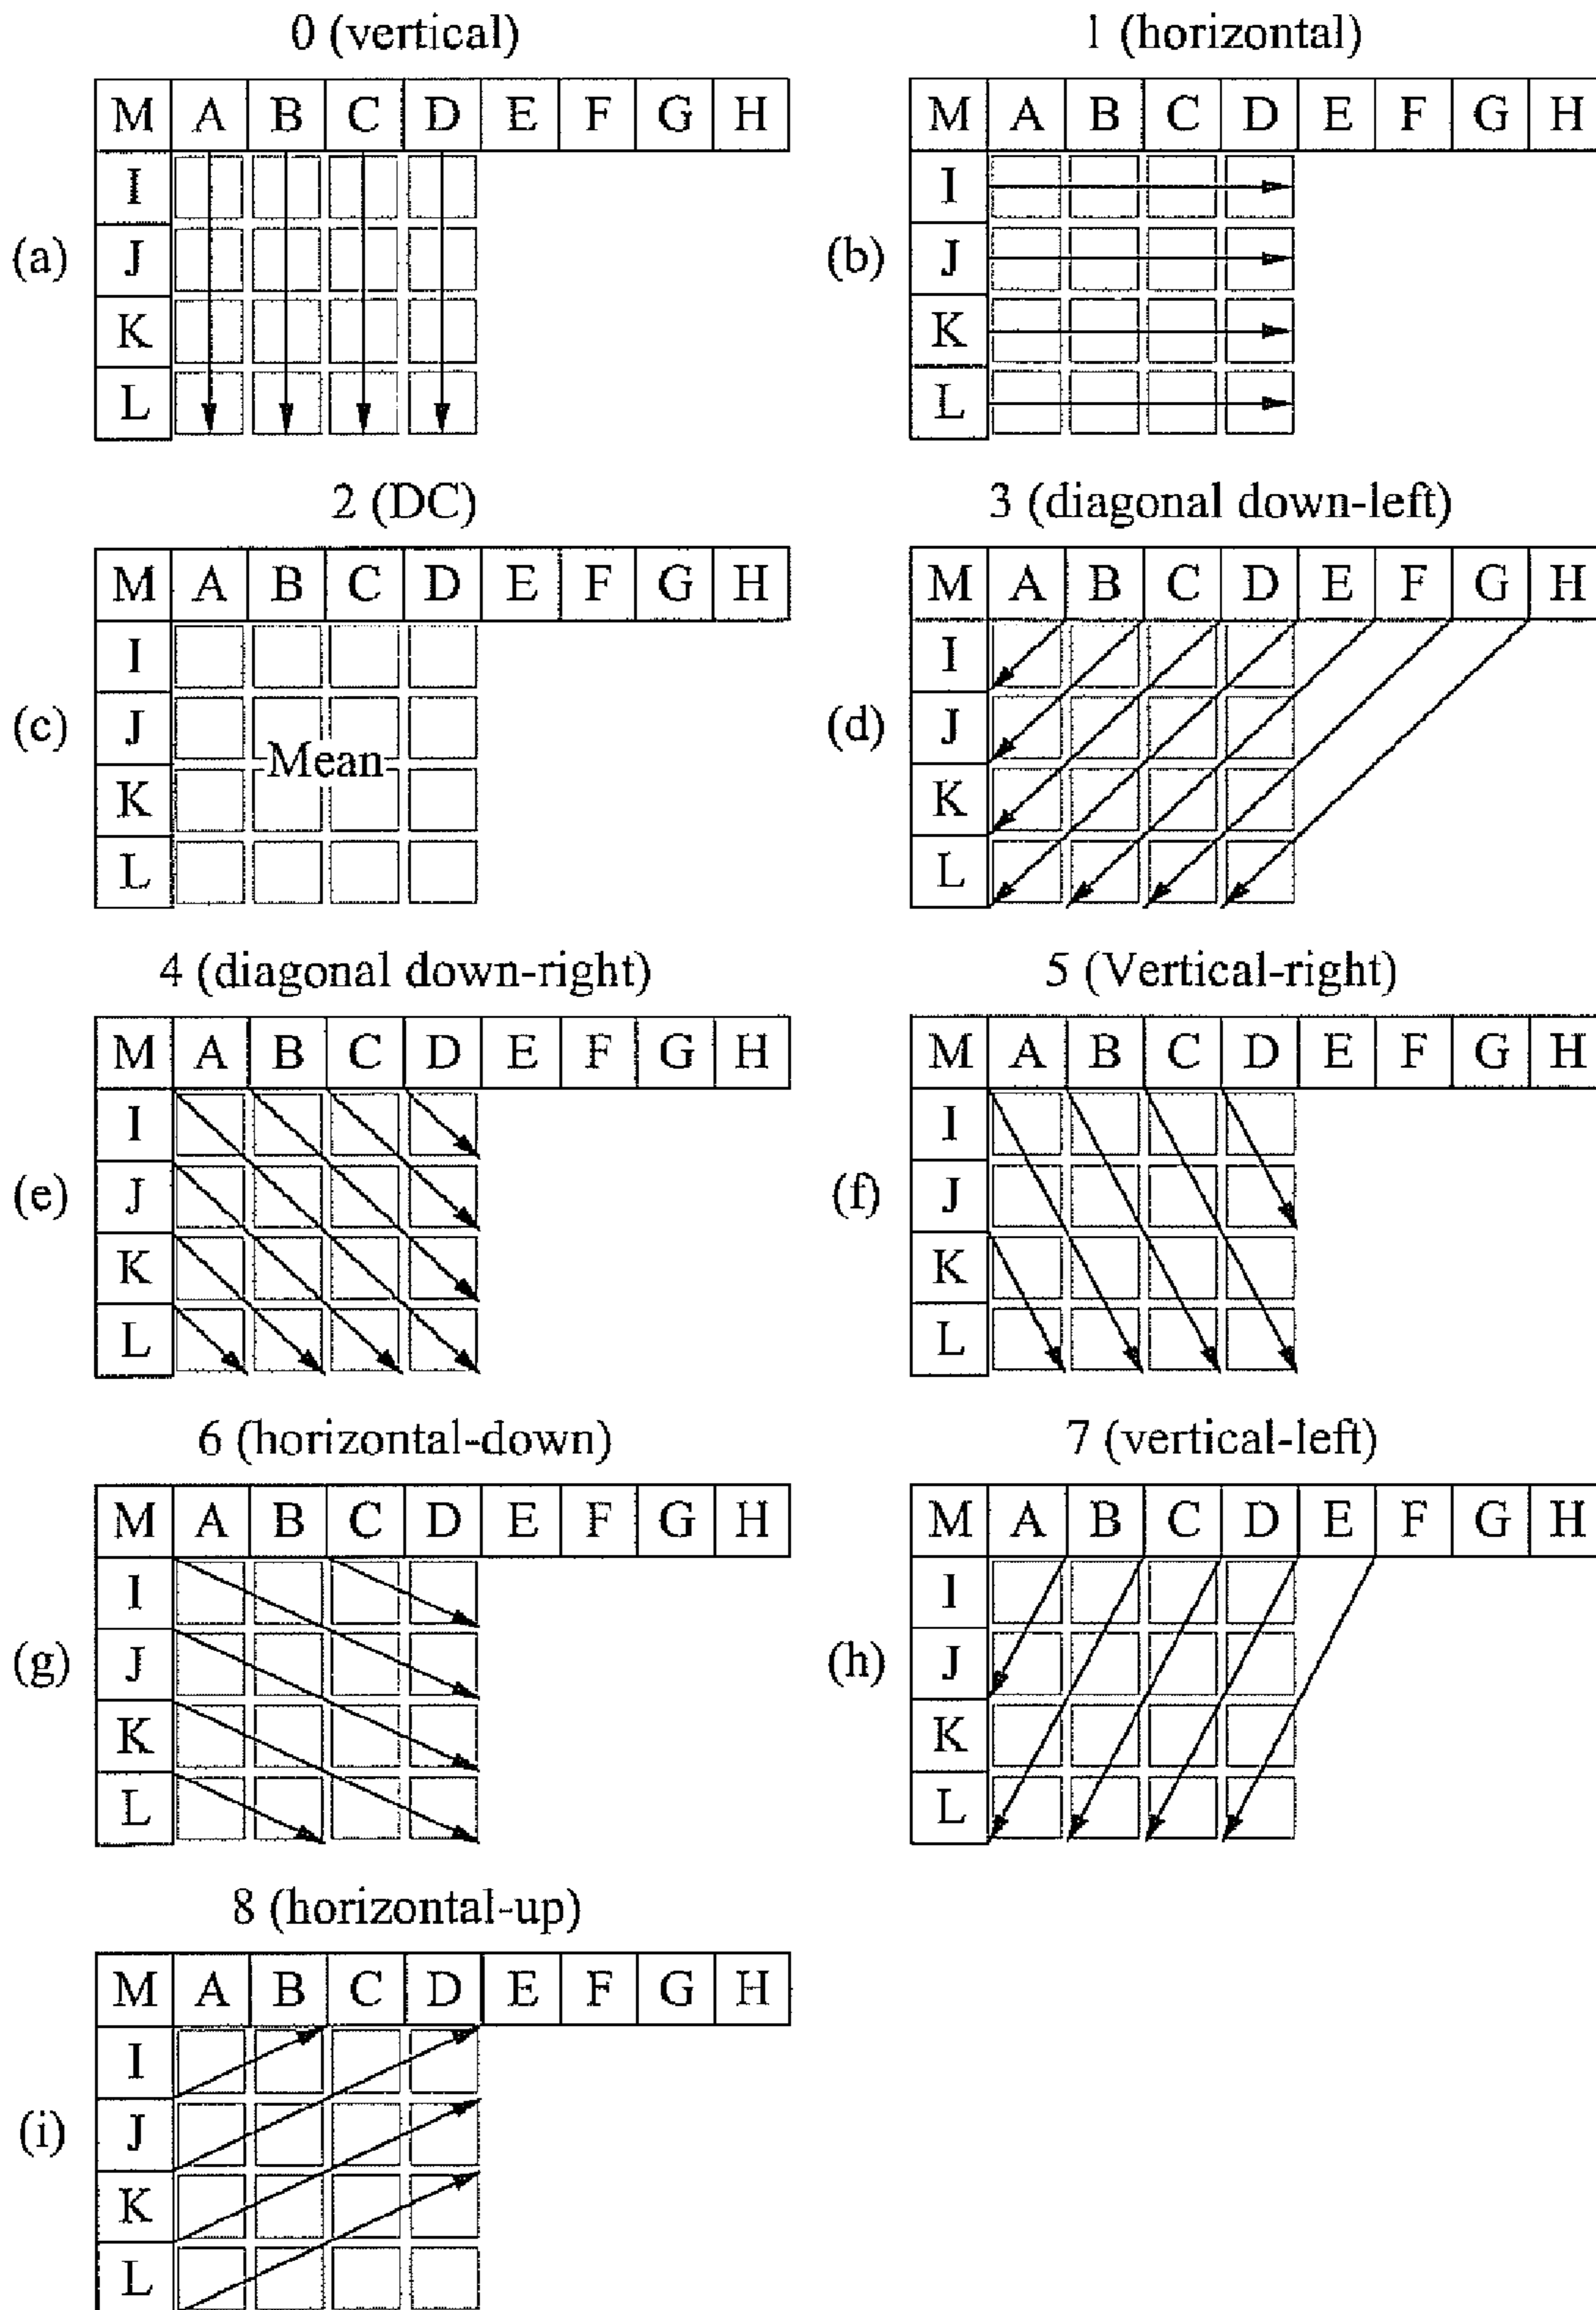 0 (vertical)
M A B C D E F G H
I
J
K
L
(a)
1 (horizontal)
M A B C D E F G H
I
J
K
L
(b)
2 (DC)
M A B C D E F G H
I
J
K
L
Mean
(c)
3 (diagonal down-left)
M A B C D E F G H
I
J
K
L
(d)
4 (diagonal down-right)
M A B C D E F G H
I
J
K
L
(e)
5 (Vertical-right)
M A B C D E F G H
I
J
K
L
(f)
6 (horizontal-down)
M A B C D E F G H
I
J
K
L
(g)
7 (vertical-left)
M A B C D E F G H
I
J
K
L
(h)
8 (horizontal-up)
M A B C D E F G H
I
J
K
L
(i)